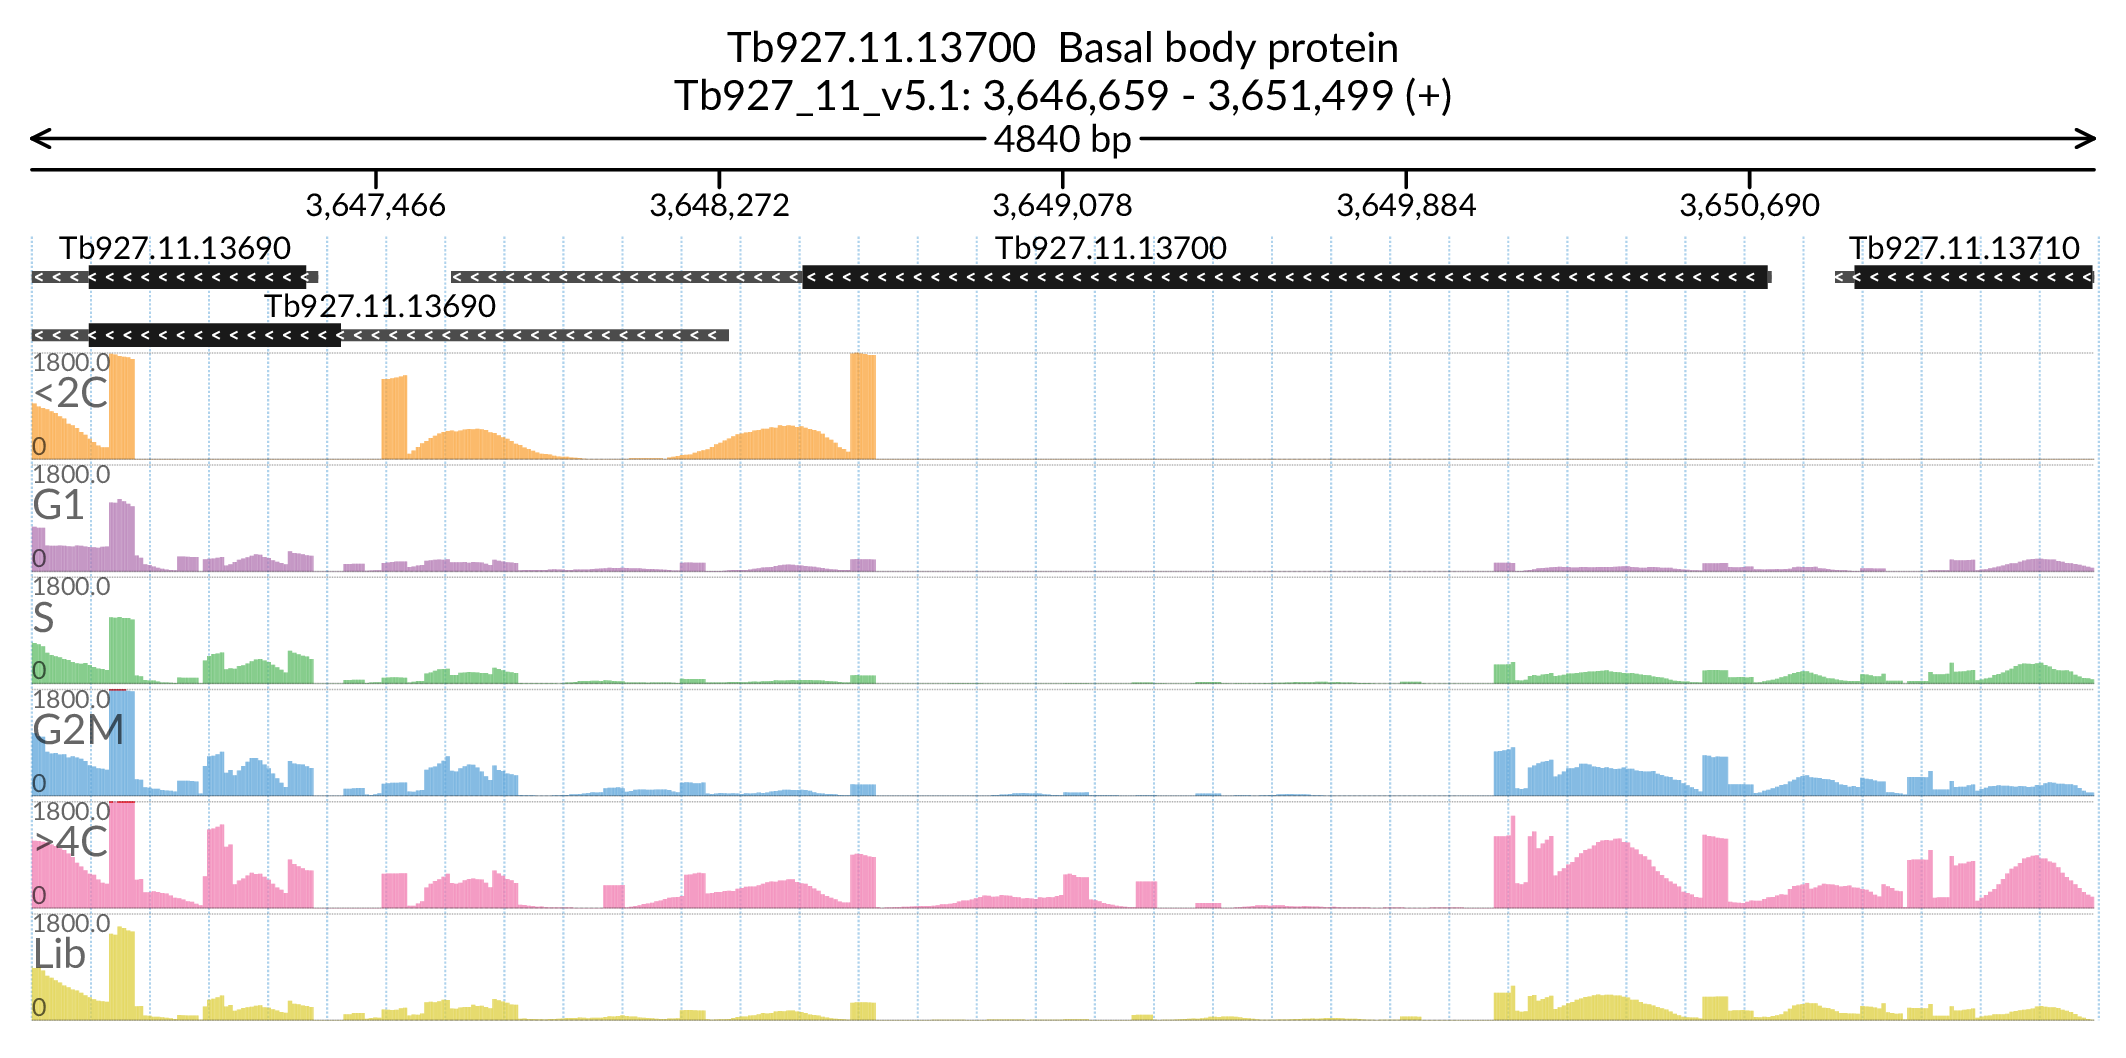 Tb927.11.13700 Basal body protein
Tb927_11_v5.1: 3,646,659 - 3,651,499 (+)
4840 bp
3,647,466 3,648,272 3,649,078 3,649,884 3,650,690
Tb927.11.13690 Tb927.11.13700 Tb927.11.13710
Tb927.11.13690
1800.0
<2C
0
1800.0
G1
0
1800.0
S
0
1800.0
G2M
0
1800.0
>4C
0
1800.0
Lib
0